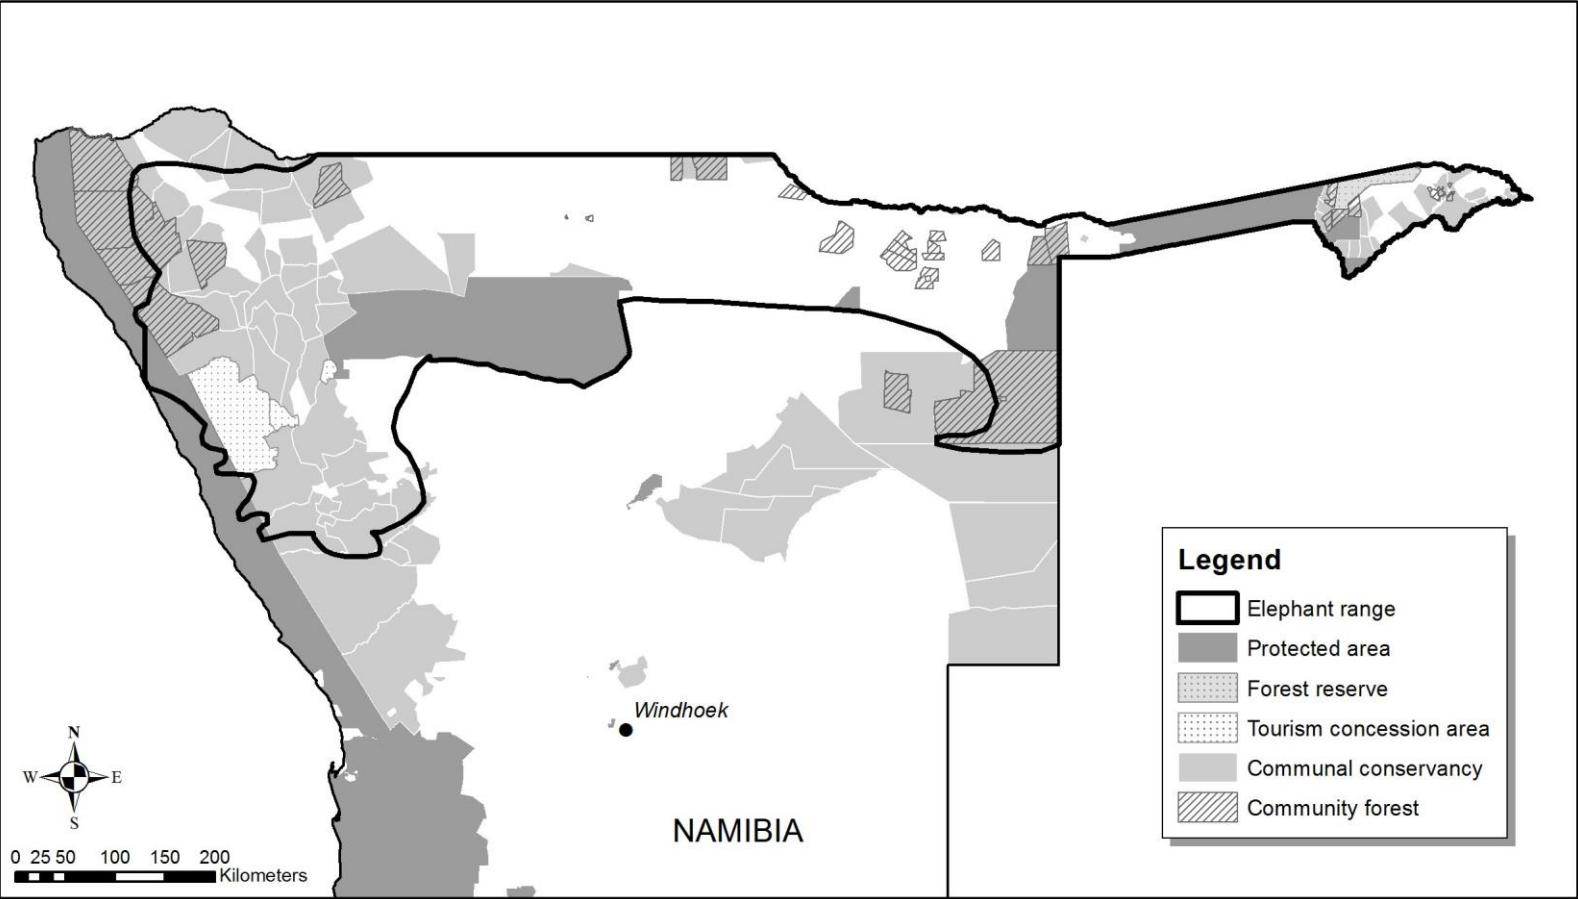 Legend
Elephant range
Protected area
Forest reserve
Tourism concession area
Communal conservancy
Community forest
Windhoek
NAMIBIA
N
W E
S
0 25 50 100 150 200
Kilometers